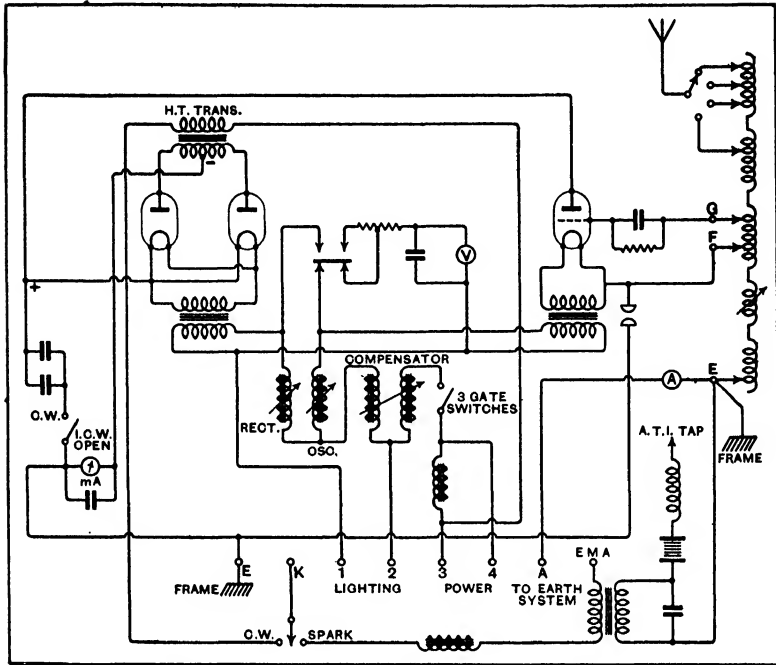 H.T. TRANS.
−
G
F
+
V
COMPENSATOR
RECT.
OSC.
3 GATE
SWITCHES
A
E
A.T.I. TAP
FRAME
C.W.
I.C.W.
OPEN
mA
E
FRAME
K
1
LIGHTING
2
3
POWER
4
A
TO EARTH
SYSTEM
E M A
C.W.
SPARK